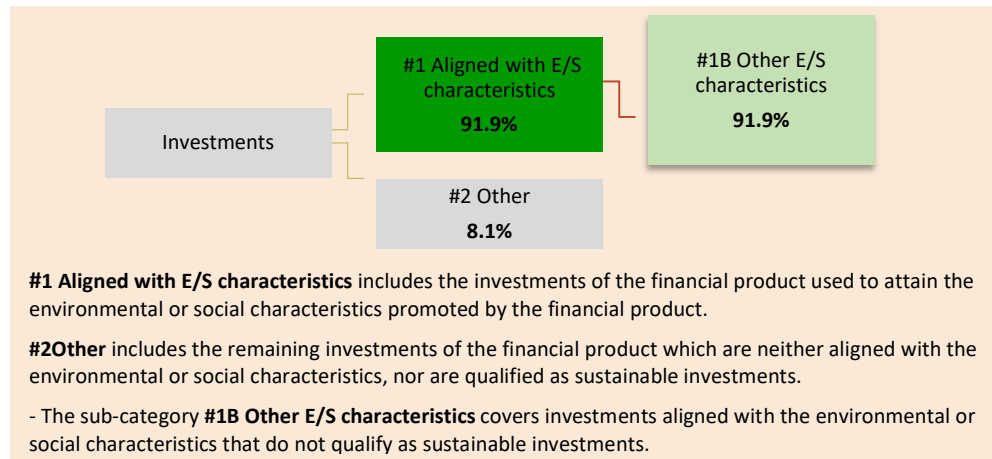 #1 Aligned with E/S
characteristics
91.9%
#1B Other E/S
characteristics
91.9%
Investments
#2 Other
8.1%
#1 Aligned with E/S characteristics includes the investments of the financial product used to attain the
environmental or social characteristics promoted by the financial product.
#2Other includes the remaining investments of the financial product which are neither aligned with the
environmental or social characteristics, nor are qualified as sustainable investments.
- The sub-category #1B Other E/S characteristics covers investments aligned with the environmental or
social characteristics that do not qualify as sustainable investments.